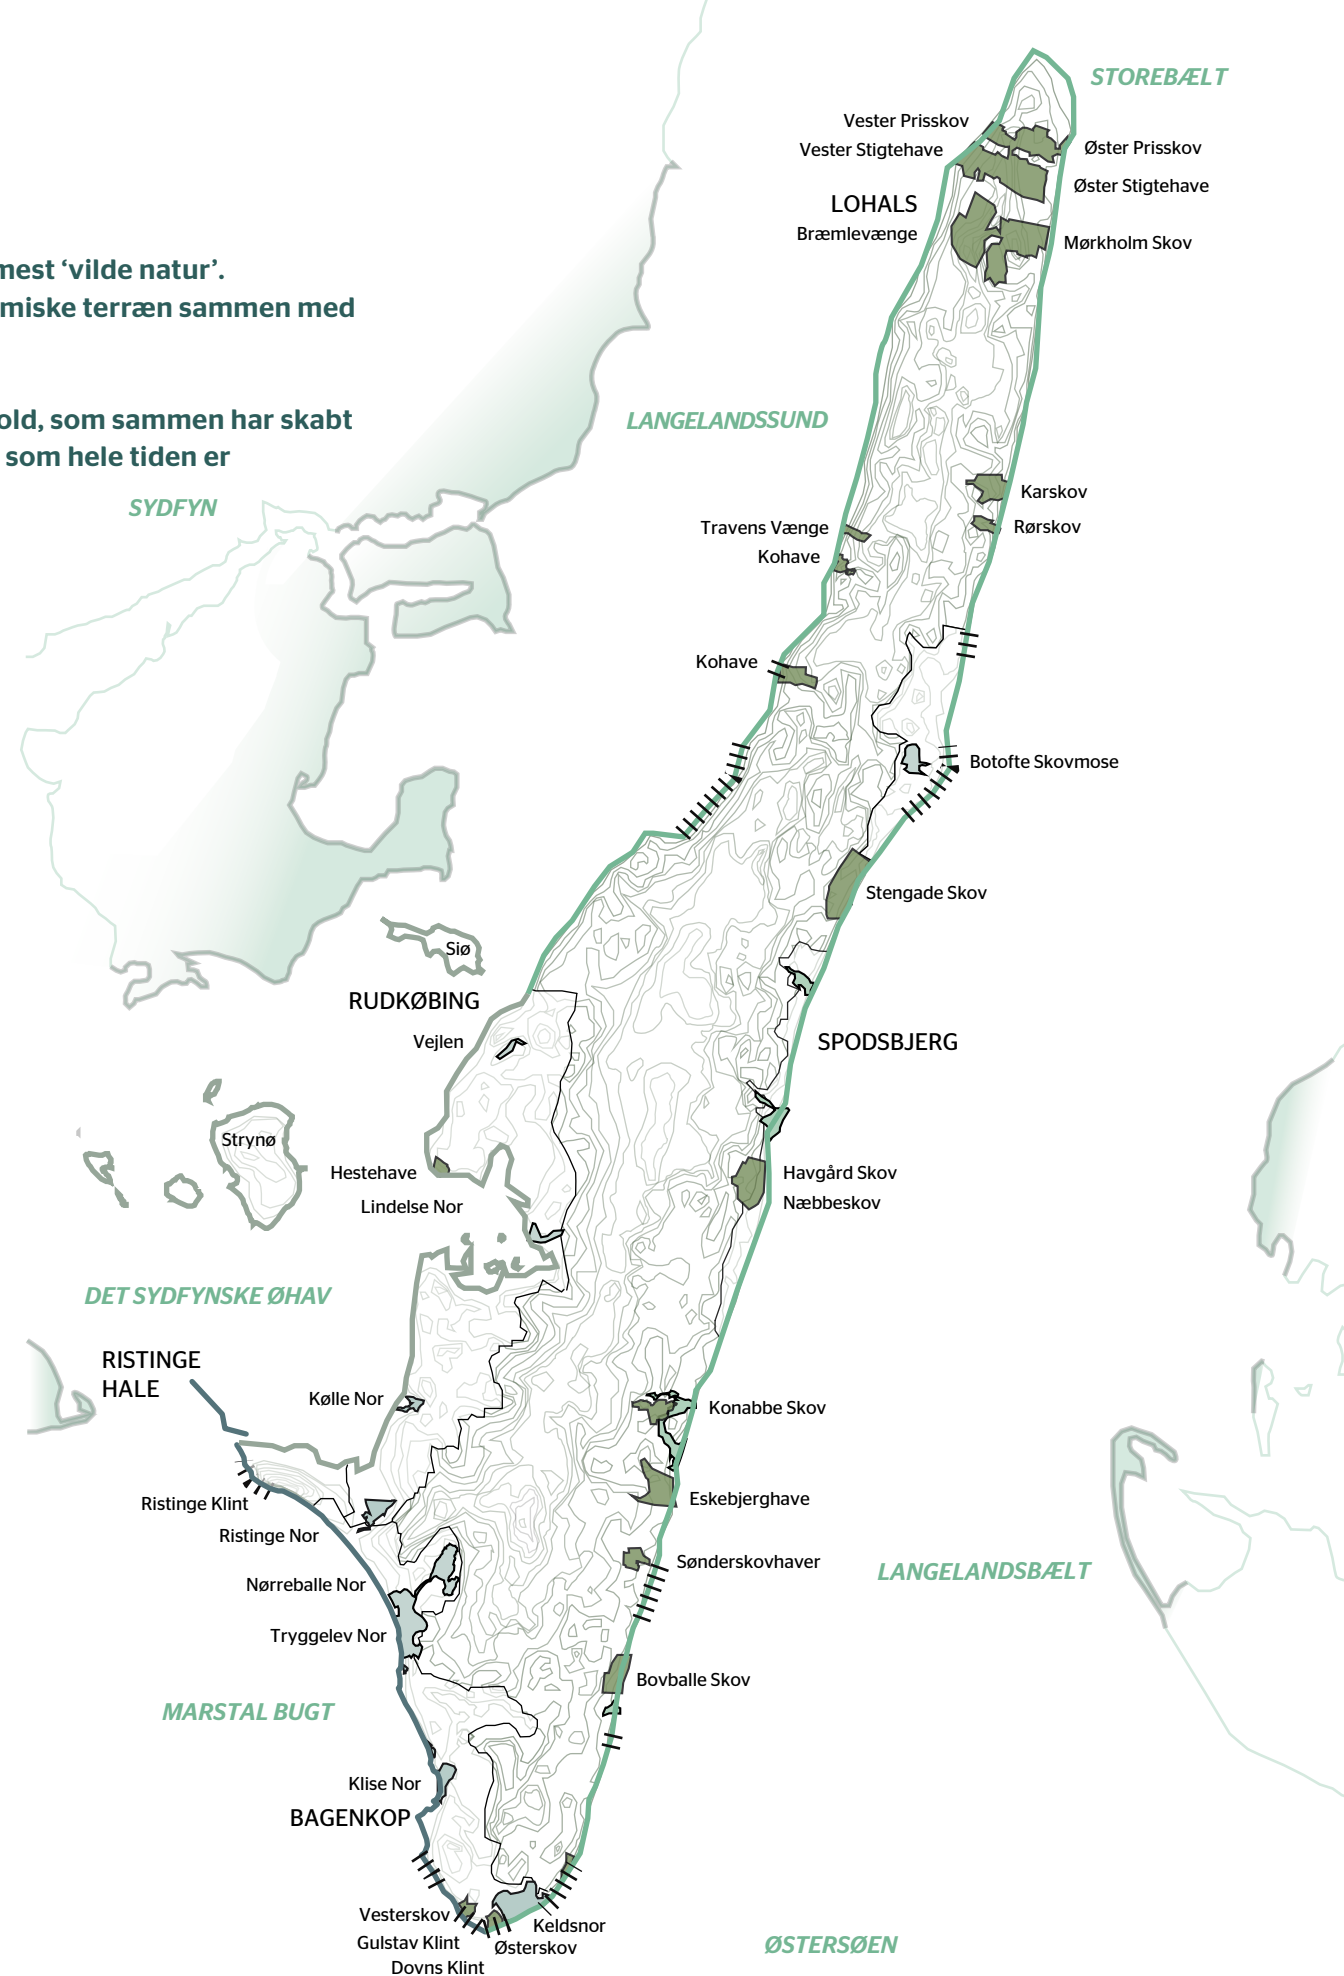 STOREBÆLT
Vester Prisskov
Øster Prisskov
Vester Stigtehave
Øster Stigtehave
LOHALS
Bræmlevænge
Mørkholm Skov
mest ‘vilde natur’.
miske terræn sammen med
old, som sammen har skabt
som hele tiden er
LANGELANDSSUND
SYDFYN
Karskov
Rørskov
Travens Vænge
Kohave
Kohave
Botofte Skovmose
Stengade Skov
Siø
RUDKØBING
Vejlen
SPODSBJERG
Strynø
Hestehave
Lindelse Nor
Havgård Skov
Næbbeskov
DET SYDFYNSKE ØHAV
RISTINGE
HALE
Kølle Nor
Konabbe Skov
Ristinge Klint
Ristinge Nor
Eskebjerghave
Sønderskovhaver
LANGELANDSBÆLT
Nørreballe Nor
Tryggelev Nor
Bovballe Skov
MARSTAL BUGT
Klise Nor
BAGENKOP
Vesterskov
Gulstav Klint
Dovns Klint
Keldsnor
Østerskov
ØSTERSØEN